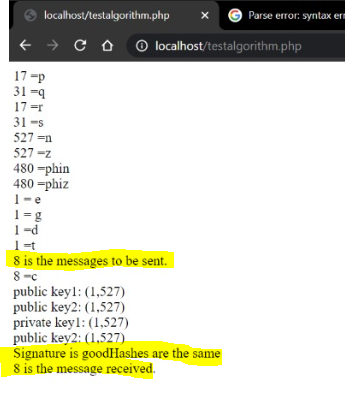 localhost/testalgorithm.php × Parse error: syntax err
localhost/testalgorithm.php
17 =p
31 =q
17 =r
31 =s
527 =n
527 =z
480 =phin
480 =phiz
1 = e
1 = g
1 =d
1 =t
8 is the messages to be sent.
8 =c
public key1: (1,527)
public key2: (1,527)
private key1: (1,527)
public key2: (1,527)
Signature is goodHashes are the same
8 is the message received.